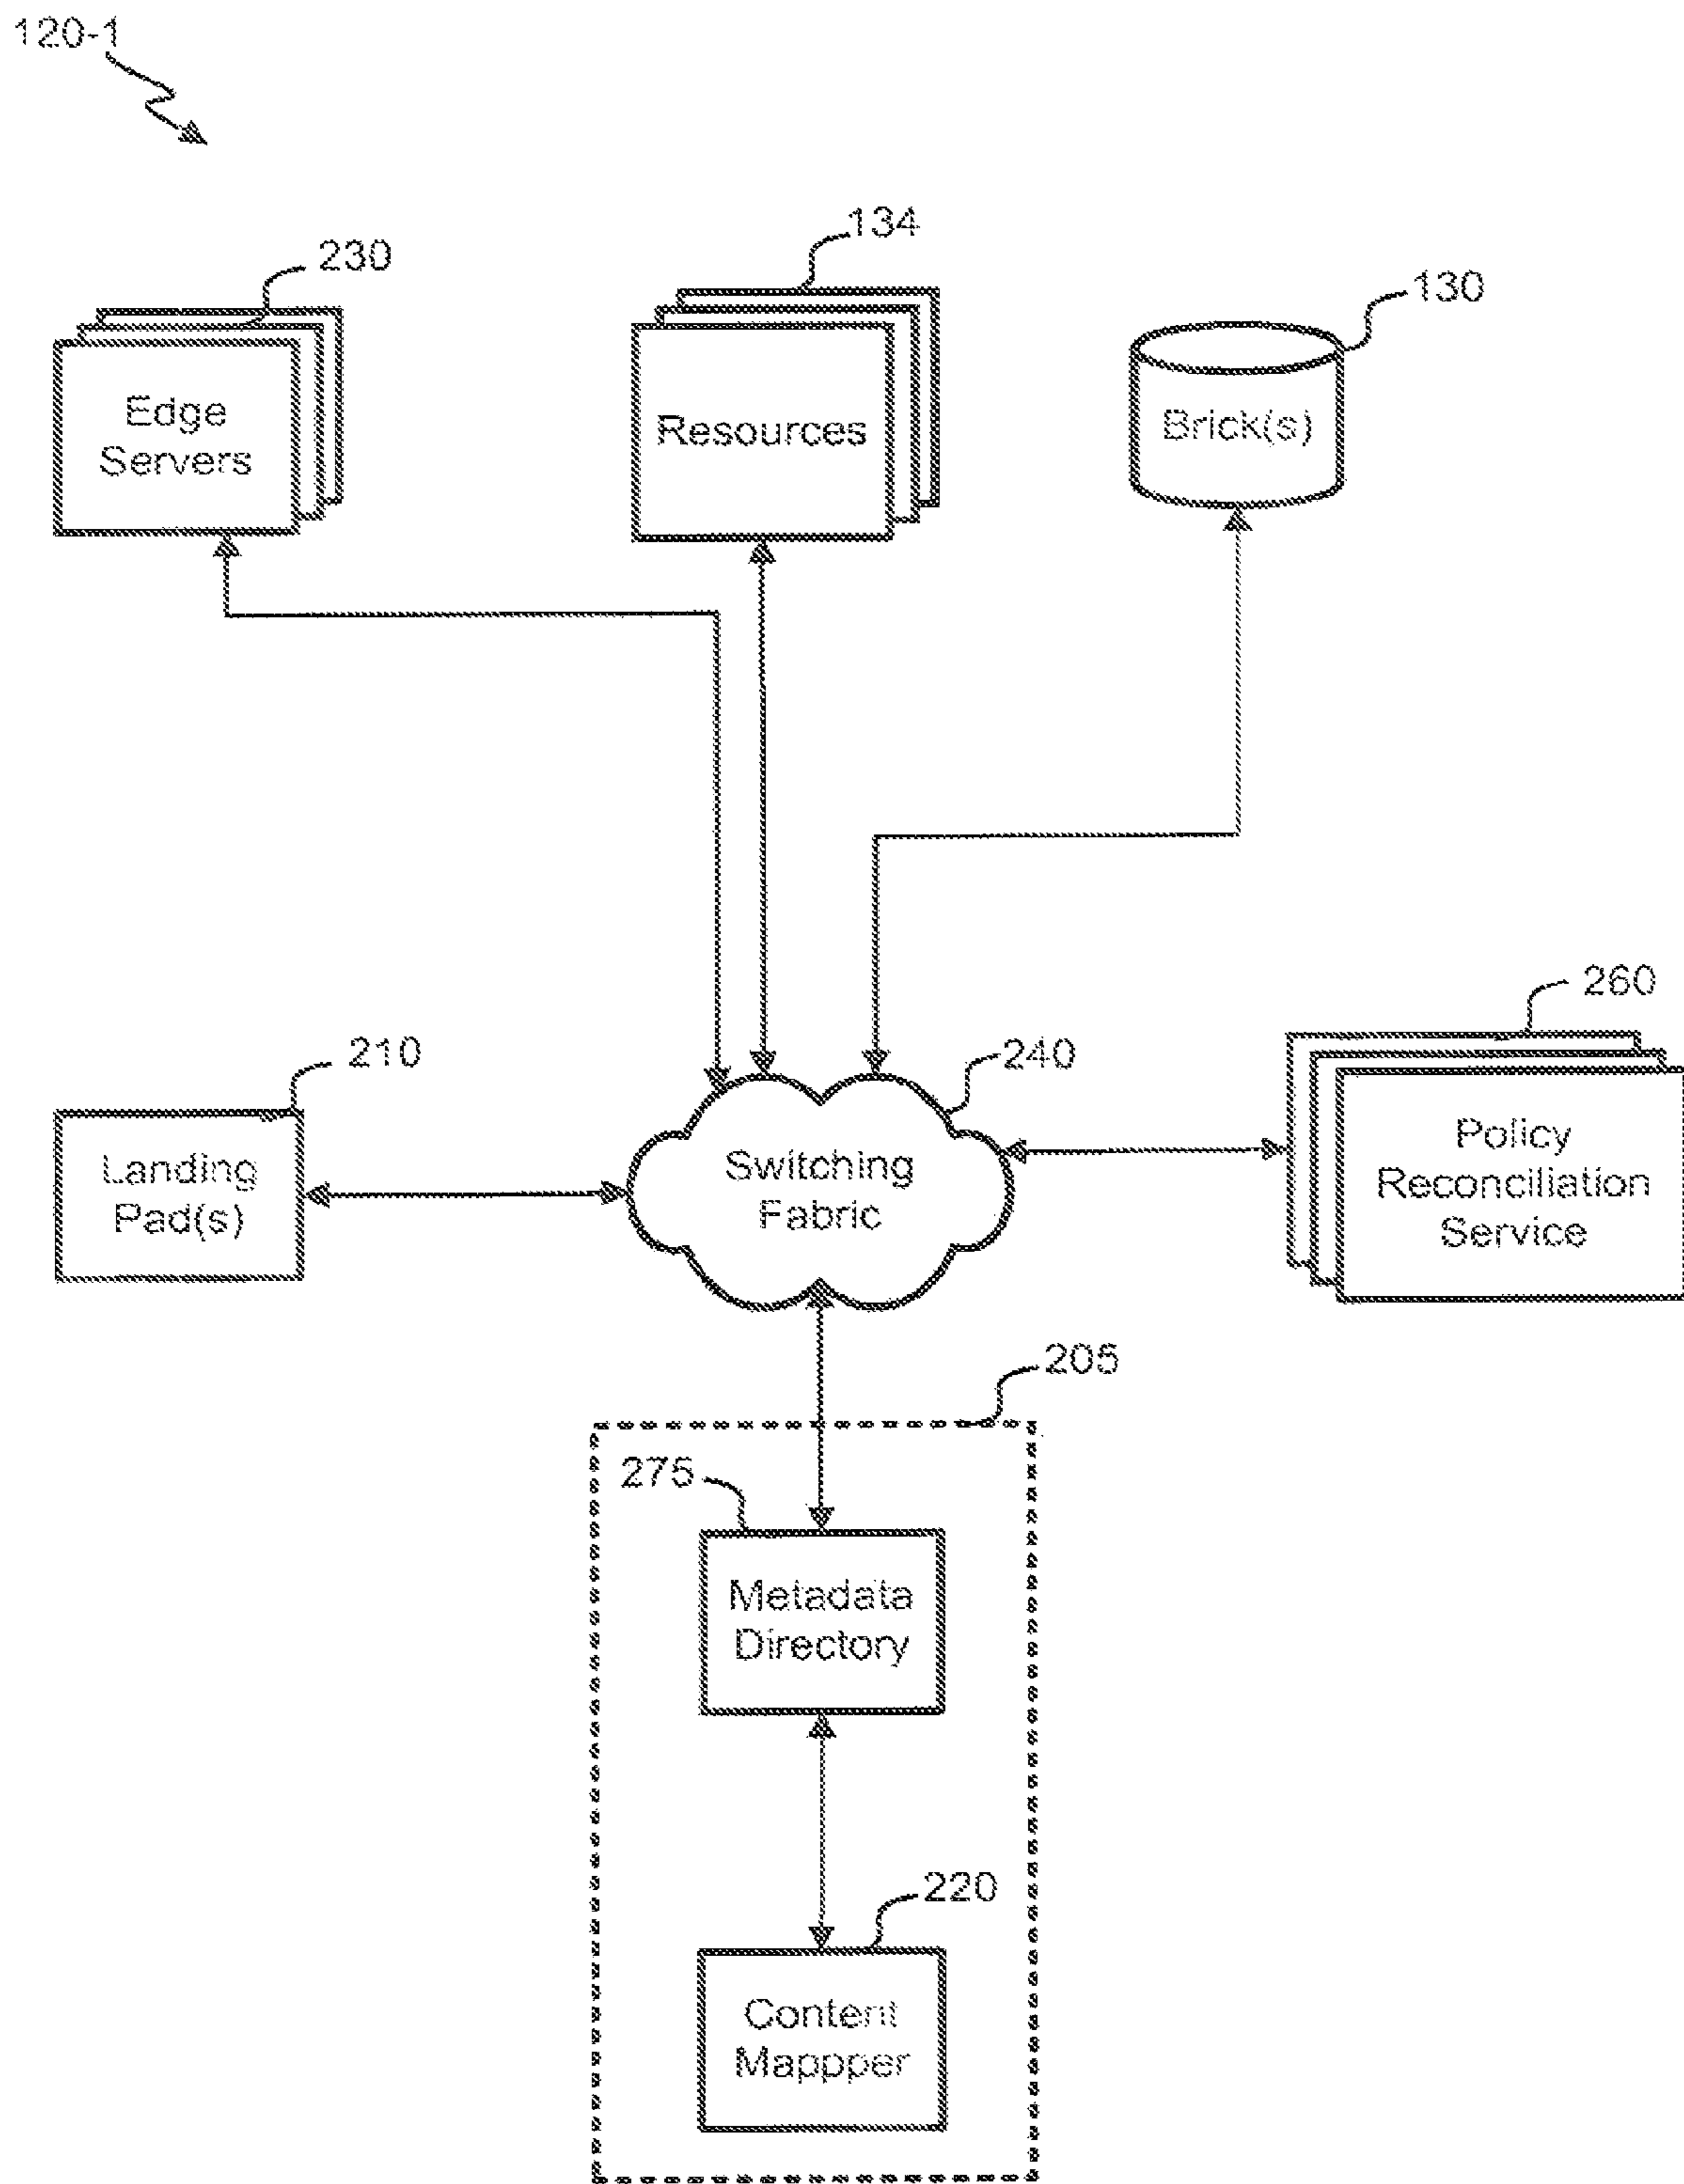 120-1
134
230
130
Edge
Servers
Resources
Brick(s)
260
210
240
Landing
Pad(s)
Switching
Fabric
Policy
Reconciliation
Service
205
275
Metadata
Directory
220
Content
Mappper